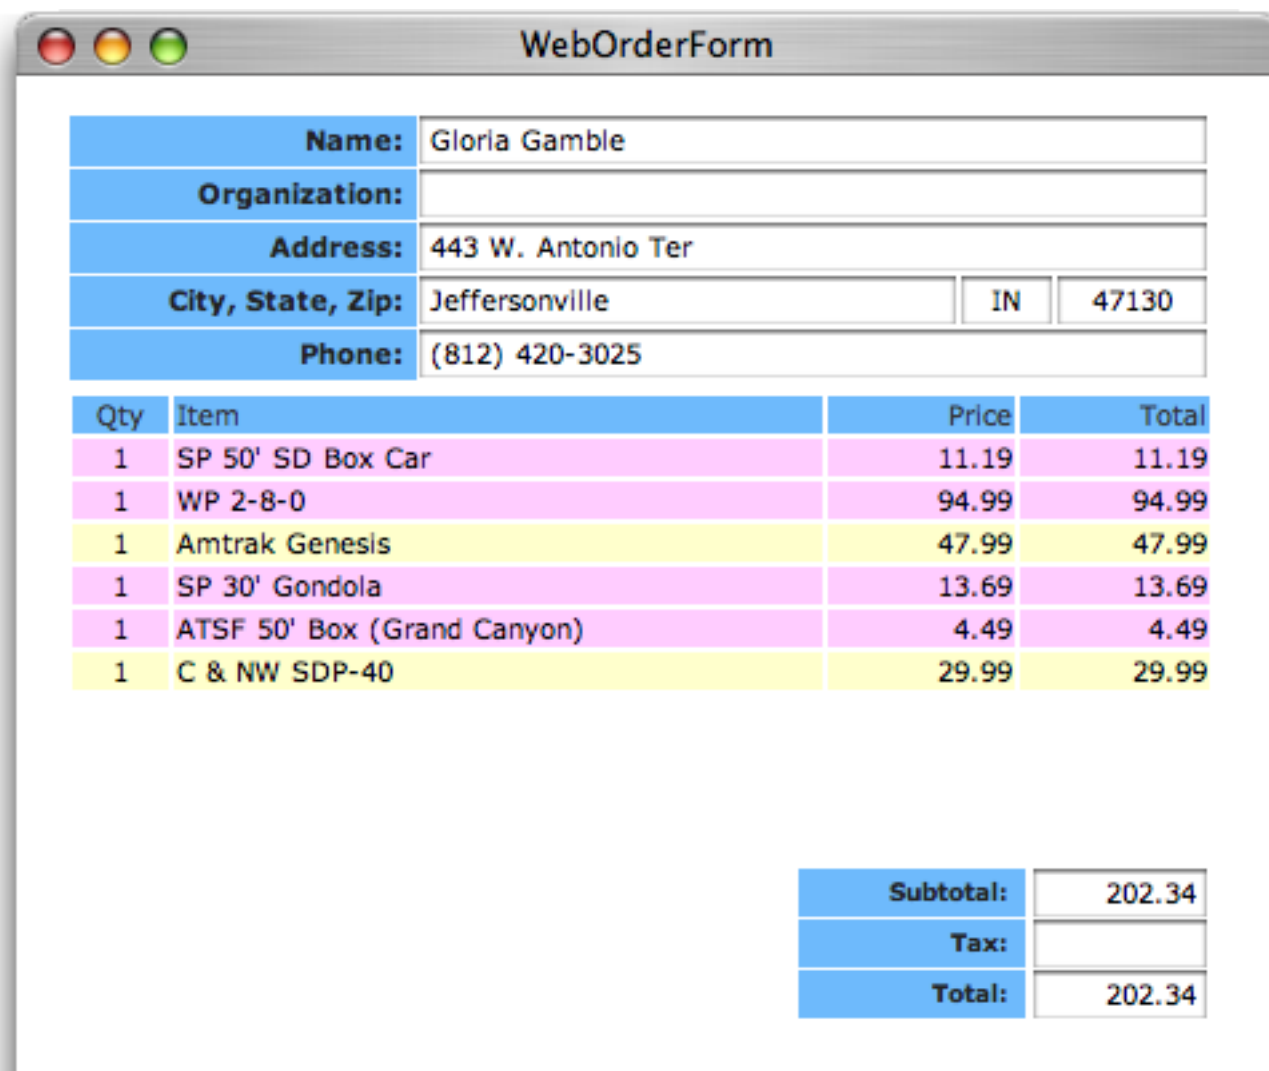 WebOrderForm
Name: Gloria Gamble
Organization:
Address: 443 W. Antonio Ter
City, State, Zip: Jeffersonville IN 47130
Phone: (812) 420-3025
Qty Item Price Total
1 SP 50' SD Box Car 11.19 11.19
1 WP 2-8-0 94.99 94.99
1 Amtrak Genesis 47.99 47.99
1 SP 30' Gondola 13.69 13.69
1 ATSF 50' Box (Grand Canyon) 4.49 4.49
1 C & NW SDP-40 29.99 29.99
Subtotal: 202.34
Tax:
Total: 202.34